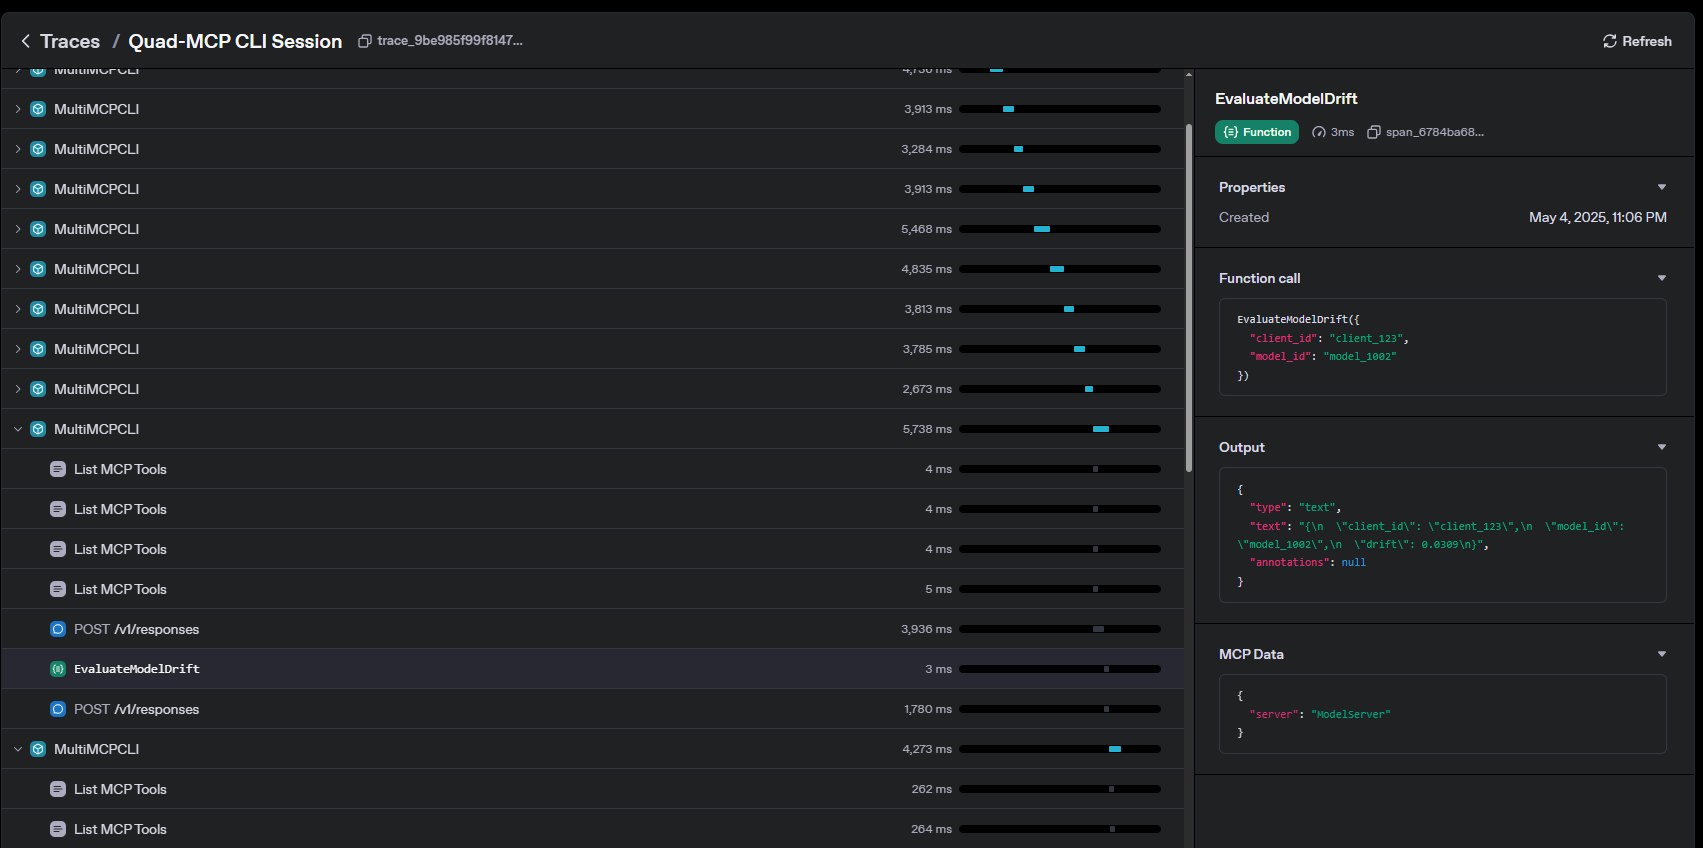 Traces / Quad-MCP CLI Session trace_9be985f99f8147...
Refresh
MultiMCPCLI 4,736 ms
MultiMCPCLI 3,913 ms
MultiMCPCLI 3,284 ms
MultiMCPCLI 3,913 ms
MultiMCPCLI 5,468 ms
MultiMCPCLI 4,835 ms
MultiMCPCLI 3,813 ms
MultiMCPCLI 3,785 ms
MultiMCPCLI 2,673 ms
MultiMCPCLI 5,738 ms
List MCP Tools 4 ms
List MCP Tools 4 ms
List MCP Tools 4 ms
List MCP Tools 5 ms
POST /v1/responses 3,936 ms
EvaluateModelDrift 3 ms
POST /v1/responses 1,780 ms
MultiMCPCLI 4,273 ms
List MCP Tools 262 ms
List MCP Tools 264 ms
EvaluateModelDrift
Function 3ms span_6784ba68...
Properties
Created May 4, 2025, 11:06 PM
Function call
EvaluateModelDrift({
"client_id": "client_123",
"model_id": "model_1002"
})
Output
{
"type": "text",
"text": "{\n  \"client_id\": \"client_123\",\n  \"model_id\":
\"model_1002\",\n  \"drift\": 0.0309\n}",
"annotations": null
}
MCP Data
{
"server": "ModelServer"
}